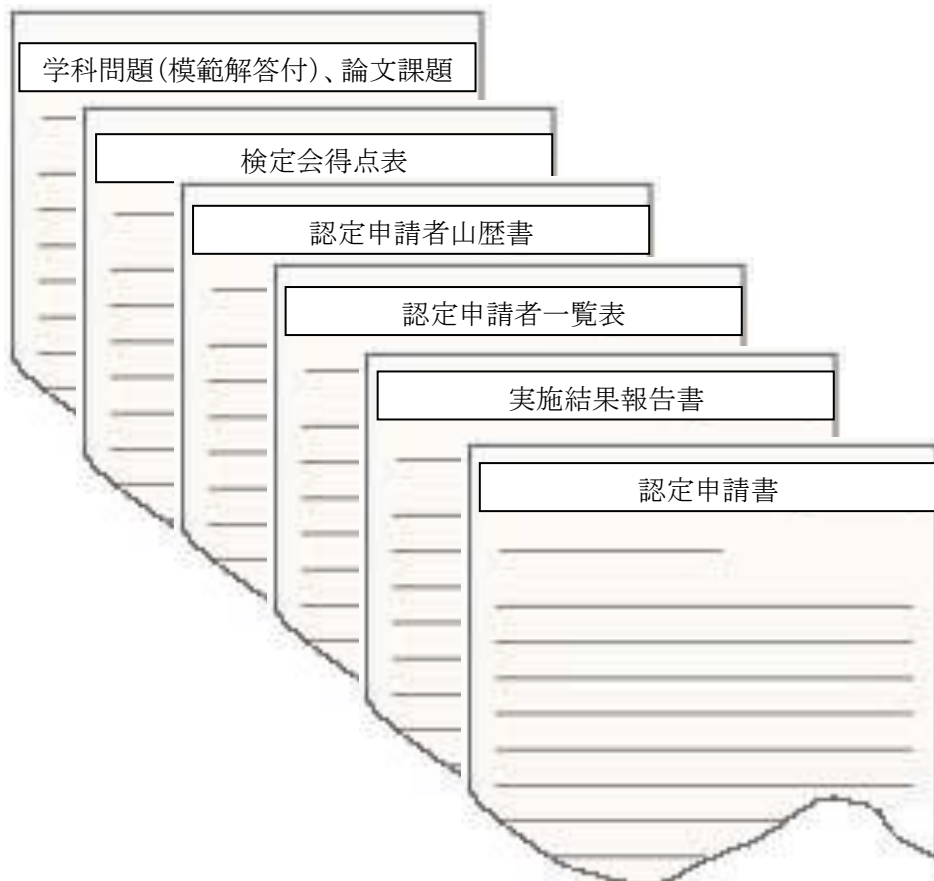 学科問題(模範解答付)、論文課題
検定会得点表
認定申請者山歴書
認定申請者一覧表
実施結果報告書
認定申請書